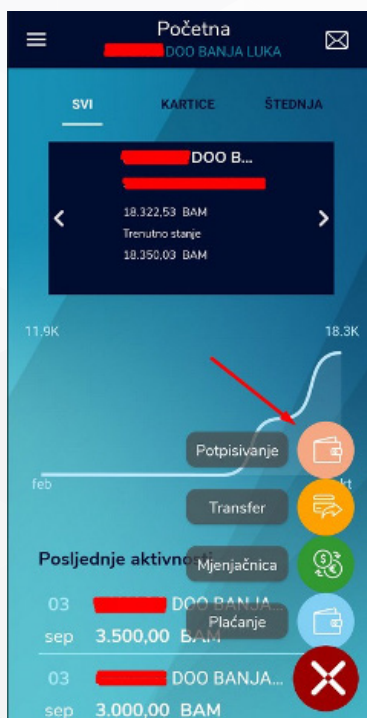 Početna
DOO BANJA LUKA
SVI KARTICE ŠTEDNJA
DOO B...
18.322,53 BAM
Trenutno stanje
18.350,03 BAM
11.9K 18.3K
Potpisivanje
feb kt
Transfer
Posljednje aktivnosti
Mjenjačnica
03 DOO BANJA...
Plaćanje
sep 3.500,00 BAM
03 DOO BANJA...
sep 3.000,00 BAM